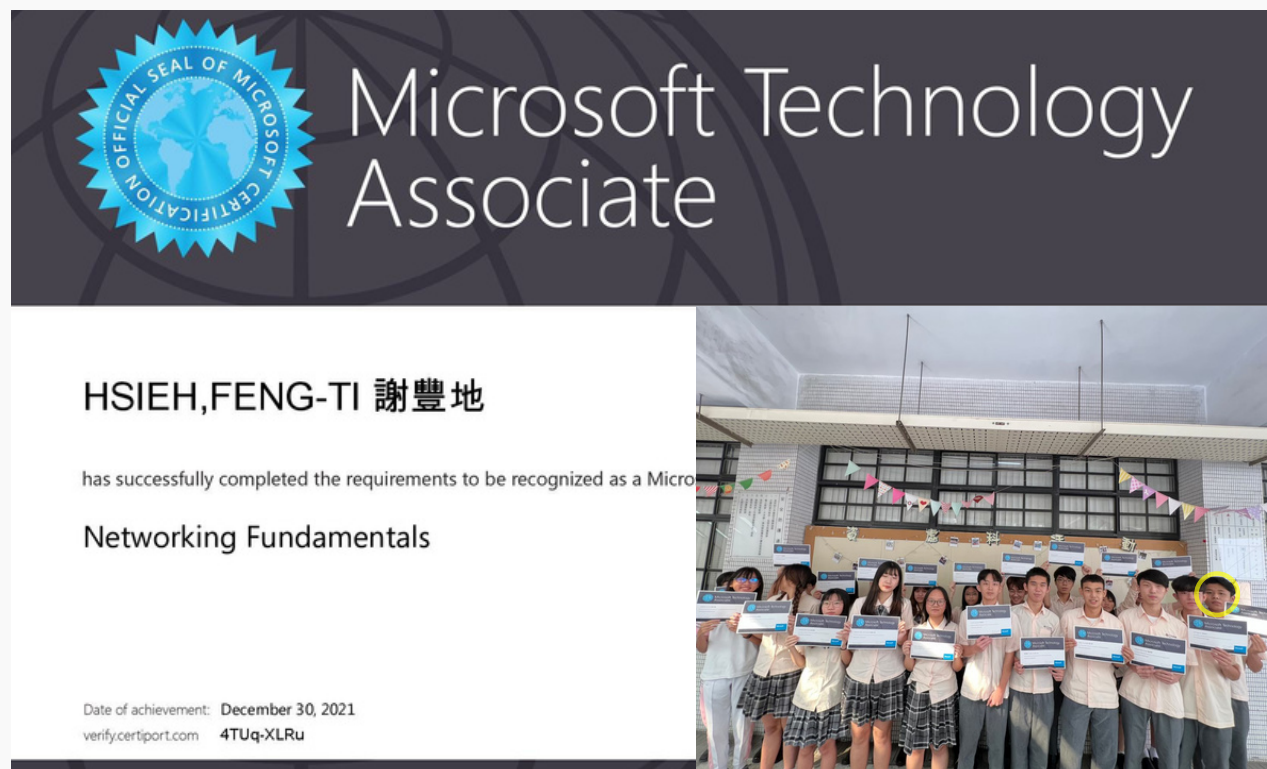 OFFICIAL SEAL OF MICROSOFT CERTIFICATION
Microsoft Technology
Associate
HSIEH,FENG-TI 謝豐地
has successfully completed the requirements to be recognized as a Micro
Networking Fundamentals
Date of achievement: December 30, 2021
verify.certiport.com 4TUq-XLRu